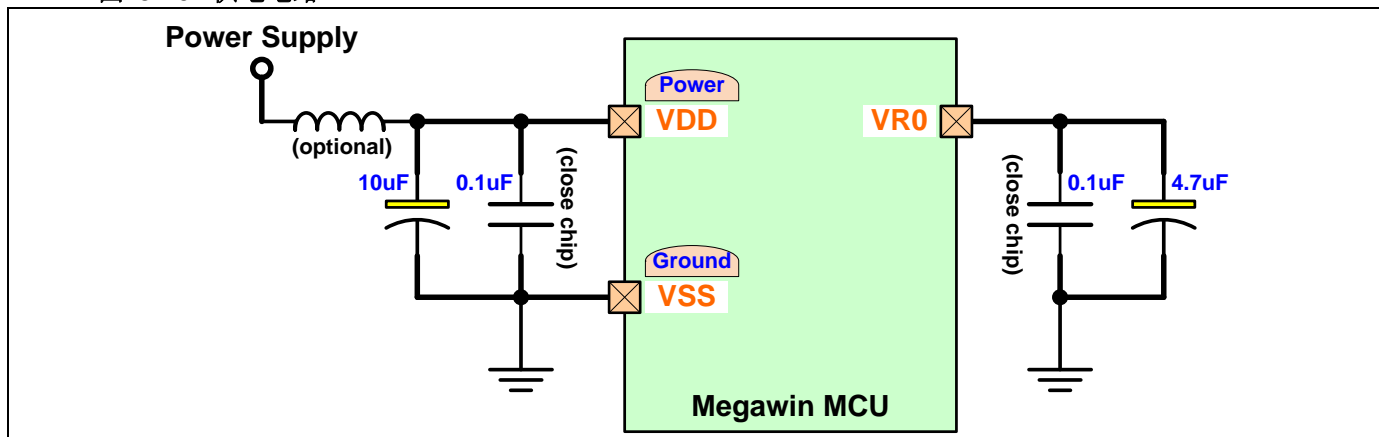 Power Supply
Power
VDD
VR0
(optional)
10uF
0.1uF
(close chip)
(close chip)
0.1uF
4.7uF
Ground
VSS
Megawin MCU